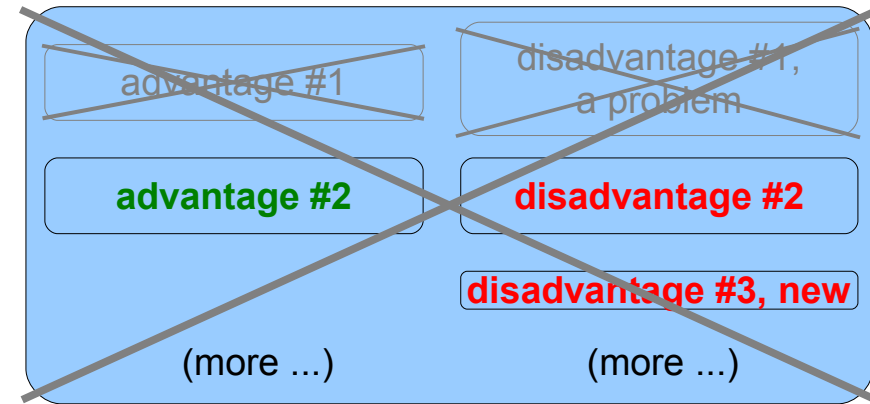 advantage #1
disadvantage #1,
a problem
advantage #2
disadvantage #2
disadvantage #3, new
(more ...)
(more ...)